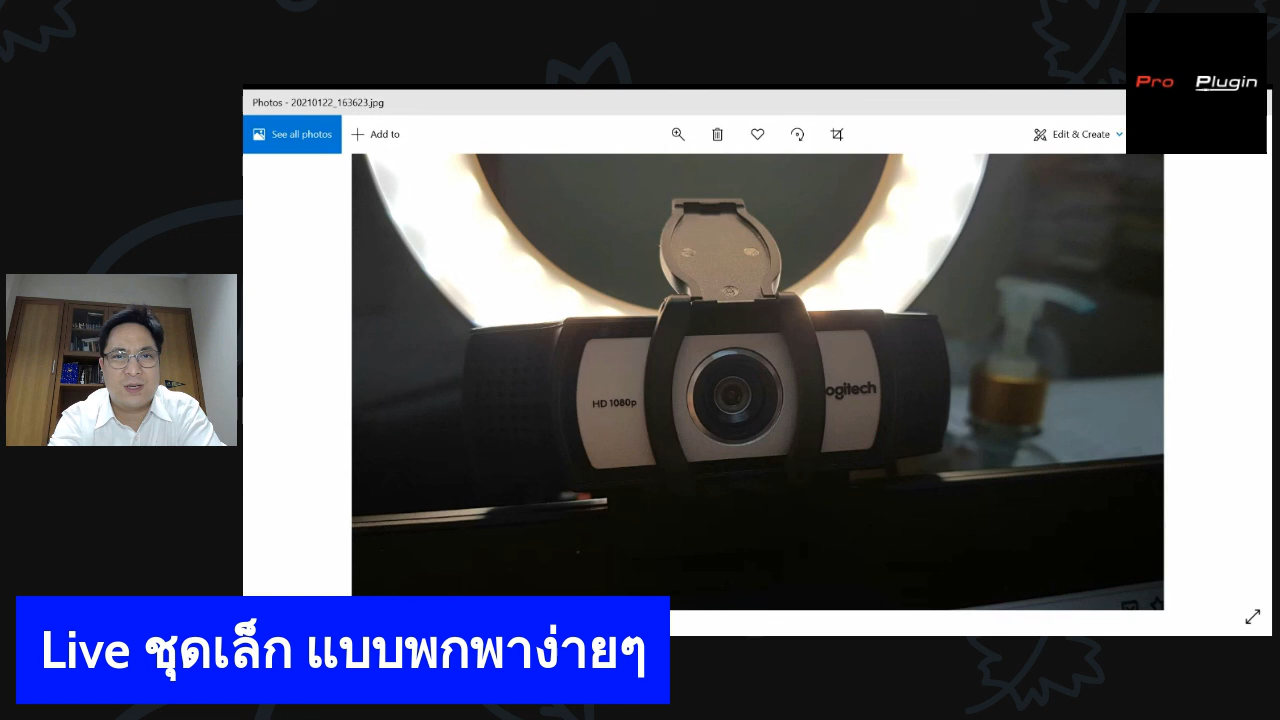 Pro Plugin
Photos - 20210122_163623.jpg
See all photos
Add to
Edit & Create
HD 1080p
ogitech
Live ชุดเล็ก แบบพกพาง่ายๆ